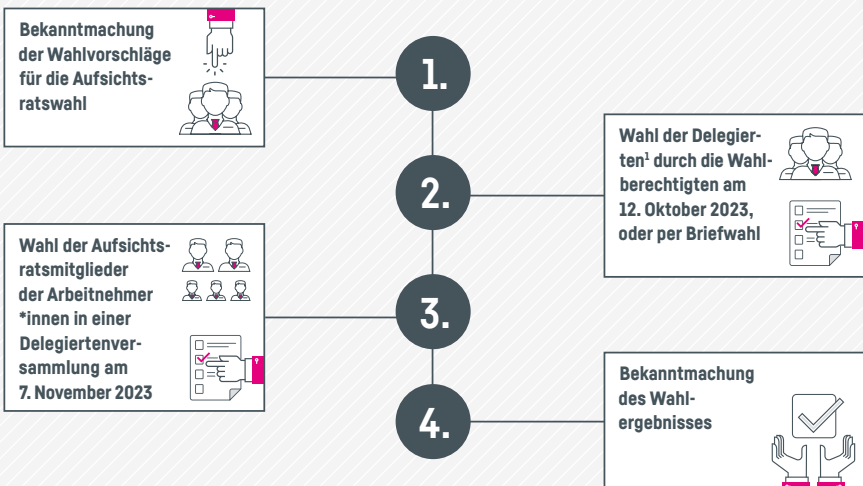 Bekanntmachung
der Wahlvorschläge
für die Aufsichts-
ratswahl
1.
Wahl der Delegier-
ten¹ durch die Wahl-
berechtigten am
12. Oktober 2023,
oder per Briefwahl
2.
Wahl der Aufsichts-
ratsmitglieder
der Arbeitnehmer
*innen in einer
Delegiertenver-
sammlung am
7. November 2023
3.
Bekanntmachung
des Wahl-
ergebnisses
4.